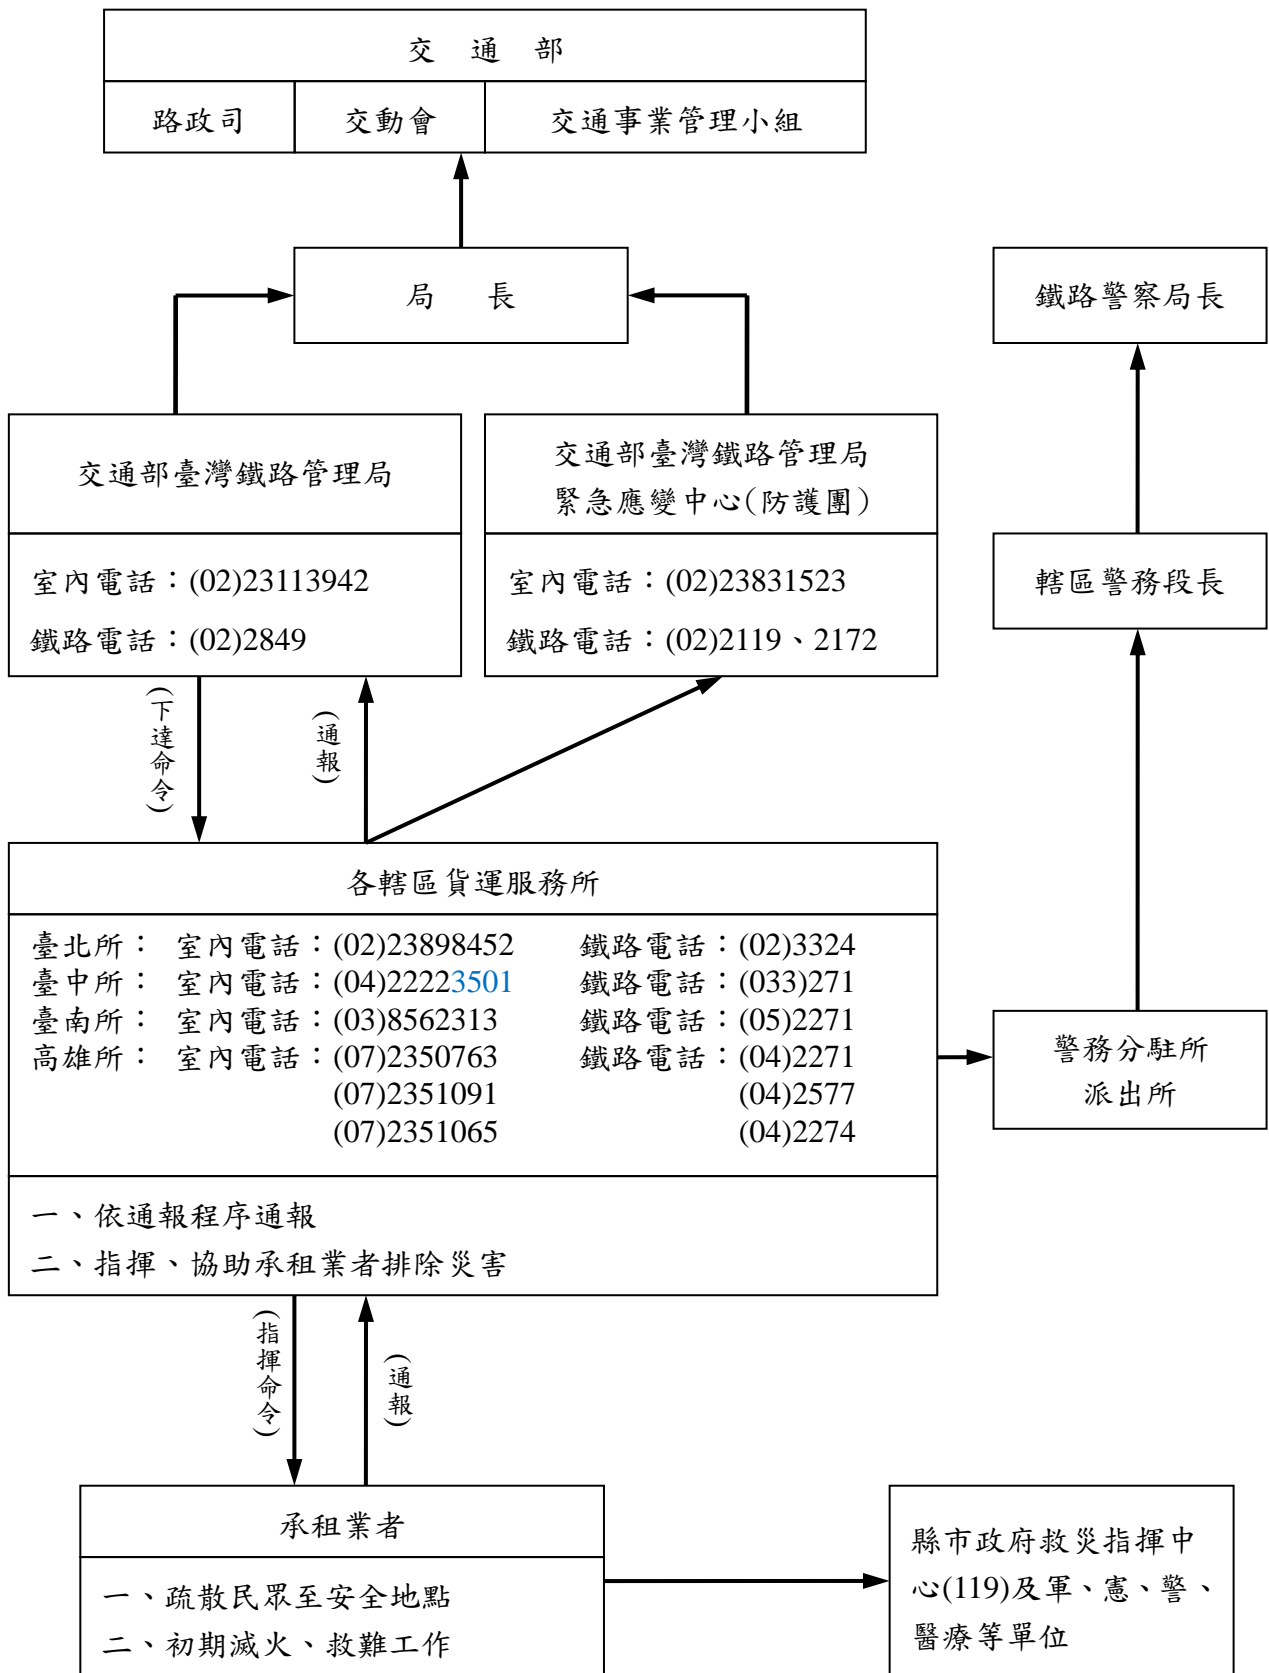 交通部
路政司 交動會 交通事業管理小組
局長
鐵路警察局長
交通部臺灣鐵路管理局
室內電話：(02)23113942
鐵路電話：(02)2849
交通部臺灣鐵路管理局
緊急應變中心(防護團)
室內電話：(02)23831523
鐵路電話：(02)2119、2172
轄區警務段長
(下達命令)
(通報)
各轄區貨運服務所
臺北所： 室內電話：(02)23898452 鐵路電話：(02)3324
臺中所： 室內電話：(04)22223501 鐵路電話：(033)271
臺南所： 室內電話：(03)8562313 鐵路電話：(05)2271
高雄所： 室內電話：(07)2350763 鐵路電話：(04)2271
(07)2351091 (04)2577
(07)2351065 (04)2274
一、依通報程序通報
二、指揮、協助承租業者排除災害
警務分駐所
派出所
(指揮命令)
(通報)
承租業者
一、疏散民眾至安全地點
二、初期滅火、救難工作
縣市政府救災指揮中
心(119)及軍、憲、警、
醫療等單位